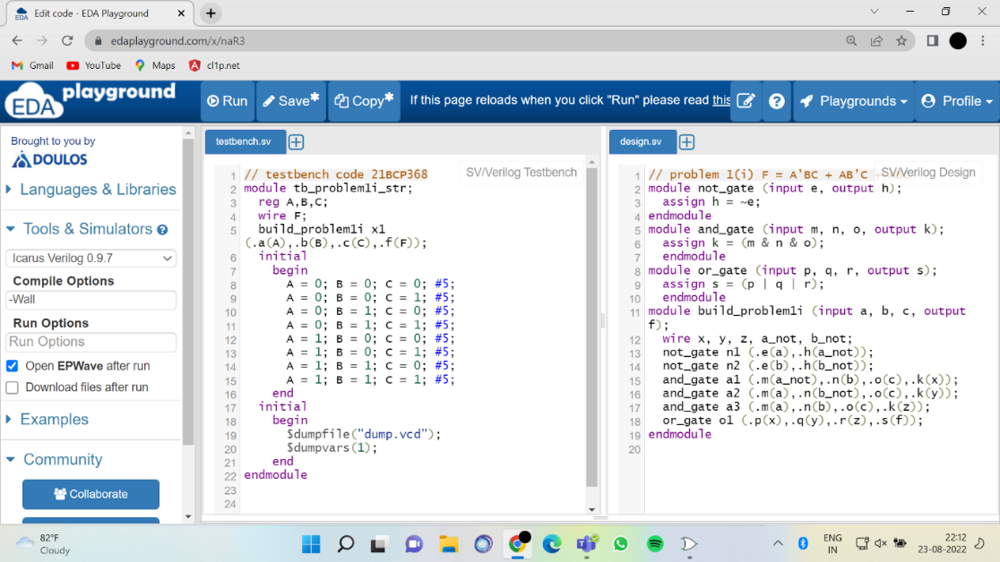 Edit code - EDA Playground
edaplayground.com/x/naR3
Gmail YouTube Maps cl1p.net
EDA playground
Run Save* Copy* If this page reloads when you click "Run" please read this Playgrounds Profile
Brought to you by
DOULOS
Languages & Libraries
Tools & Simulators
Icarus Verilog 0.9.7
Compile Options
-Wall
Run Options
Run Options
Open EPWave after run
Download files after run
Examples
Community
Collaborate
testbench.sv
SV/Verilog Testbench
1 // testbench code 21BCP368
2 module tb_problem1i_str;
3 reg A,B,C;
4 wire F;
5 build_problem1i x1
(.a(A),.b(B),.c(C),.f(F));
6 initial
7 begin
8 A = 0; B = 0; C = 0; #5;
9 A = 0; B = 0; C = 1; #5;
10 A = 0; B = 1; C = 0; #5;
11 A = 0; B = 1; C = 1; #5;
12 A = 1; B = 0; C = 0; #5;
13 A = 1; B = 0; C = 1; #5;
14 A = 1; B = 1; C = 0; #5;
15 A = 1; B = 1; C = 1; #5;
16 end
17 initial
18 begin
19 $dumpfile("dump.vcd");
20 $dumpvars(1);
21 end
22 endmodule
23
24
design.sv
SV/Verilog Design
1 // problem 1(i) F = A'BC + AB'C
2 module not_gate (input e, output h);
3 assign h = ~e;
4 endmodule
5 module and_gate (input m, n, o, output k);
6 assign k = (m & n & o);
7 endmodule
8 module or_gate (input p, q, r, output s);
9 assign s = (p | q | r);
10 endmodule
11 module build_problem1i (input a, b, c, output
f);
12 wire x, y, z, a_not, b_not;
13 not_gate n1 (.e(a),.h(a_not));
14 not_gate n2 (.e(b),.h(b_not));
15 and_gate a1 (.m(a_not),.n(b),.o(c),.k(x));
16 and_gate a2 (.m(a),.n(b_not),.o(c),.k(y));
17 and_gate a3 (.m(a),.n(b),.o(c),.k(z));
18 or_gate o1 (.p(x),.q(y),.r(z),.s(f));
19 endmodule
20
82°F
Cloudy
ENG
IN
22:12
23-08-2022